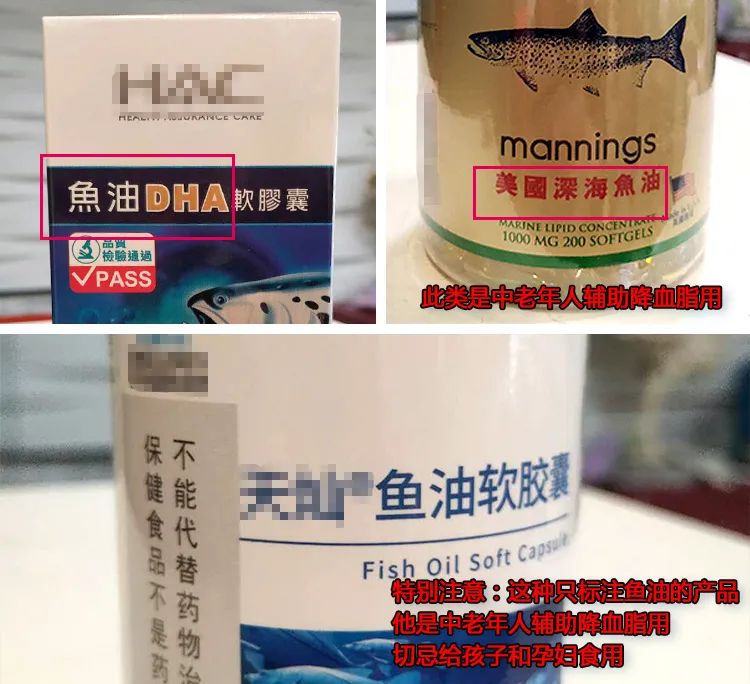 HAC
HEALTH ASSURANCE CARE
魚油DHA軟膠囊
品質
檢驗通過
PASS
mannings
美國深海魚油
MARINE LIPID CONCENTRATE
1000 MG 200 SOFTGELS
此类是中老年人辅助降血脂用
不能代替药物治
保健食品不是药
鱼油软胶囊
Fish Oil Soft Capsule
特别注意：这种只标注鱼油的产品
他是中老年人辅助降血脂用
切忌给孩子和孕妇食用